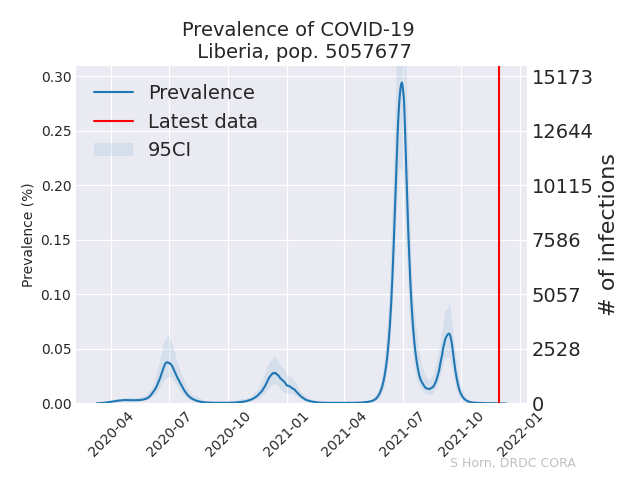 Prevalence of COVID-19
Liberia, pop. 5057677
Prevalence
Latest data
95CI
Prevalence (%)
0.30
0.25
0.20
0.15
0.10
0.05
0.00
15173
12644
10115
7586
5057
2528
0
# of infections
2020-04
2020-07
2020-10
2021-01
2021-04
2021-07
2021-10
2022-01
S Horn, DRDC CORA